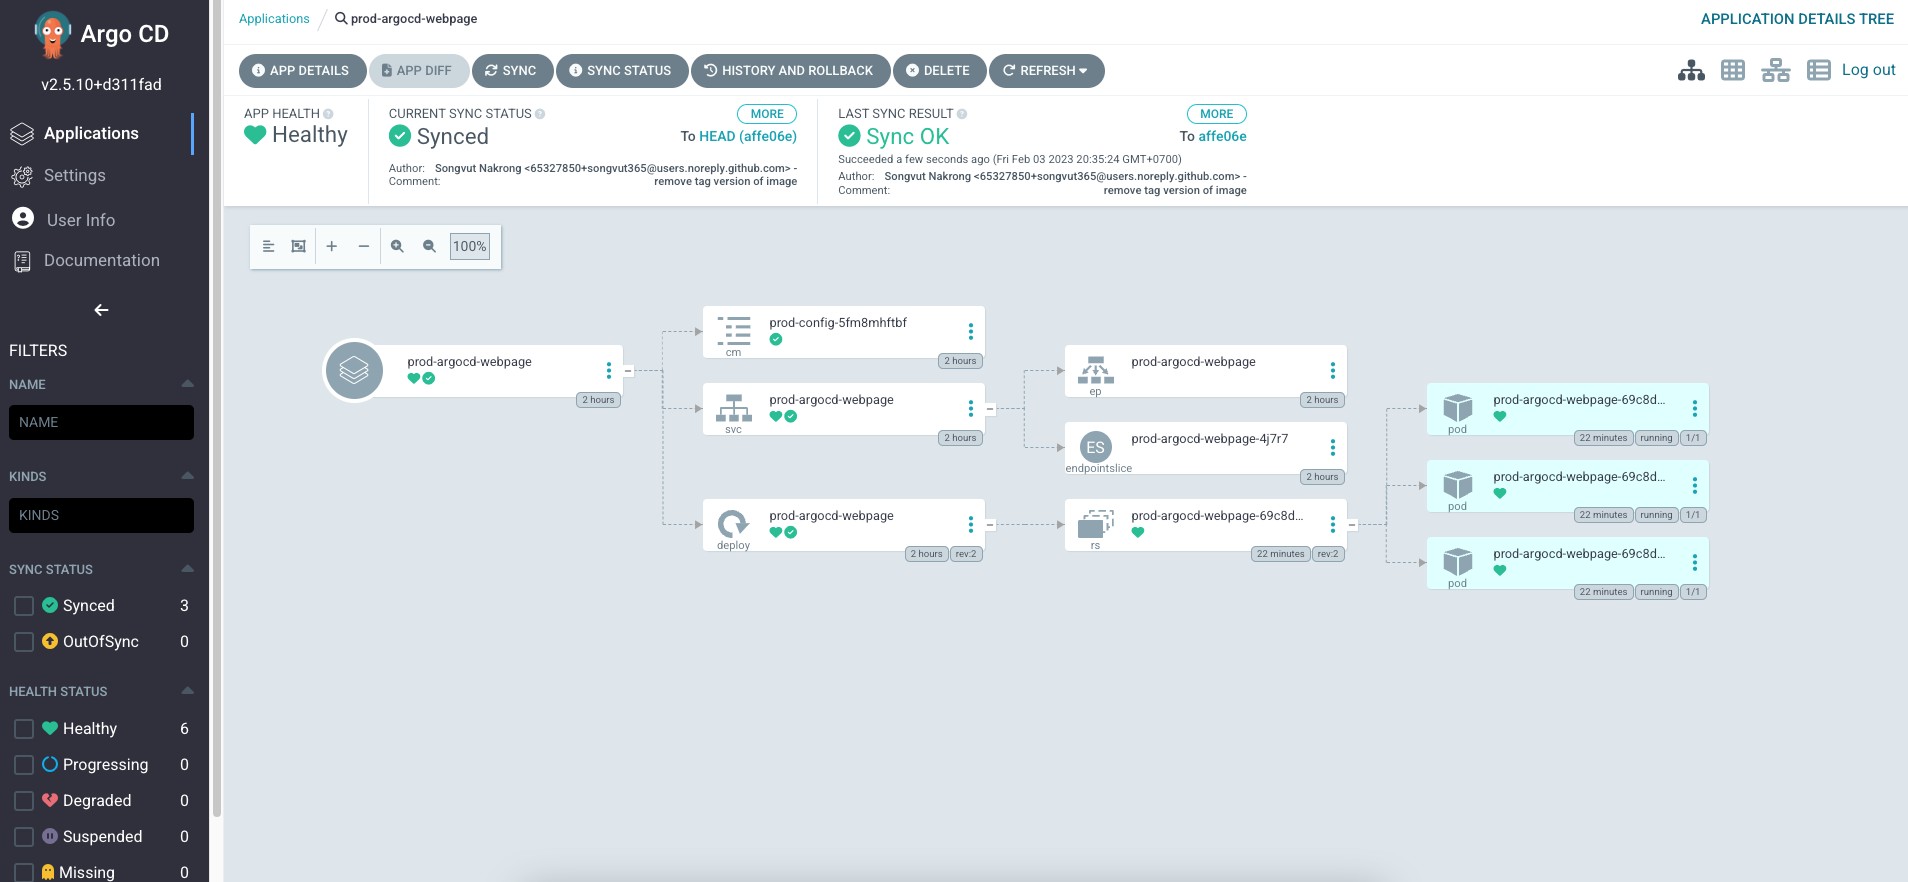 Argo CD
v2.5.10+d311fad
Applications
Settings
User Info
Documentation
FILTERS
NAME
NAME
KINDS
KINDS
SYNC STATUS
Synced 3
OutOfSync 0
HEALTH STATUS
Healthy 6
Progressing 0
Degraded 0
Suspended 0
Missing 0
Applications / prod-argocd-webpage
APPLICATION DETAILS TREE
APP DETAILS APP DIFF SYNC SYNC STATUS HISTORY AND ROLLBACK DELETE REFRESH
Log out
APP HEALTH
Healthy
CURRENT SYNC STATUS MORE
Synced To HEAD (affe06e)
Author: Songvut Nakrong <65327850+songvut365@users.noreply.github.com> -
Comment: remove tag version of image
LAST SYNC RESULT MORE
Sync OK To affe06e
Succeeded a few seconds ago (Fri Feb 03 2023 20:35:24 GMT+0700)
Author: Songvut Nakrong <65327850+songvut365@users.noreply.github.com> -
Comment: remove tag version of image
100%
prod-argocd-webpage
2 hours
prod-config-5fm8mhftbf
cm
2 hours
prod-argocd-webpage
svc
2 hours
prod-argocd-webpage
deploy
2 hours rev:2
prod-argocd-webpage
ep
2 hours
ES
prod-argocd-webpage-4j7r7
endpointslice
2 hours
prod-argocd-webpage-69c8d...
rs
22 minutes rev:2
prod-argocd-webpage-69c8d...
pod
22 minutes running 1/1
prod-argocd-webpage-69c8d...
pod
22 minutes running 1/1
prod-argocd-webpage-69c8d...
pod
22 minutes running 1/1